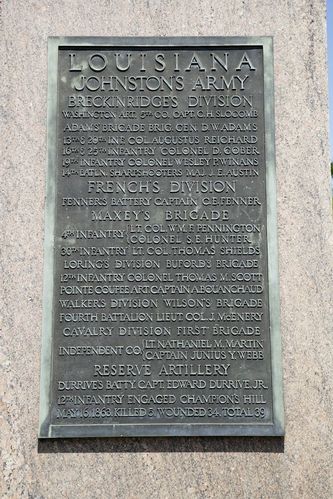 LOUISIANA
JOHNSTON'S ARMY
BRECKINRIDGE'S DIVISION
WASHINGTON ART. 5TH CO. CAPT. C.H. SLOCOMB
ADAMS' BRIGADE BRIG. GEN. D.W. ADAMS
13TH & 20TH INF. COL. AUGUSTUS REICHARD
16TH & 25TH INFANTRY COLONEL D. GOBER
19TH INFANTRY COLONEL WESLEY P. WINANS
14TH BATLN. SHARPSHOOTERS MAJ. J.E. AUSTIN
FRENCH'S DIVISION
FENNER'S BATTERY CAPTAIN C.E. FENNER
MAXEY'S BRIGADE
4TH INFANTRY LT. COL. WM. F. PENNINGTON
COLONEL S.E. HUNTER
30TH INFANTRY LT. COL. THOMAS SHIELDS
LORING'S DIVISION BUFORD'S BRIGADE
12TH INFANTRY COLONEL THOMAS M. SCOTT
POINTE COUPEE ART. CAPTAIN A. BOUANCHAUD
WALKER'S DIVISION WILSON'S BRIGADE
FOURTH BATTALION LIEUT. COL. J. McENERY
CAVALRY DIVISION FIRST BRIGADE
INDEPENDENT CO. LT. NATHANIEL M. MARTIN
CAPTAIN JUNIUS Y. WEBB
RESERVE ARTILLERY
DURRIVE'S BATTY. CAPT. EDWARD DURRIVE, JR.
12TH INFANTRY ENGAGED CHAMPION'S HILL
MAY 16, 1863 KILLED 5, WOUNDED 34, TOTAL 39